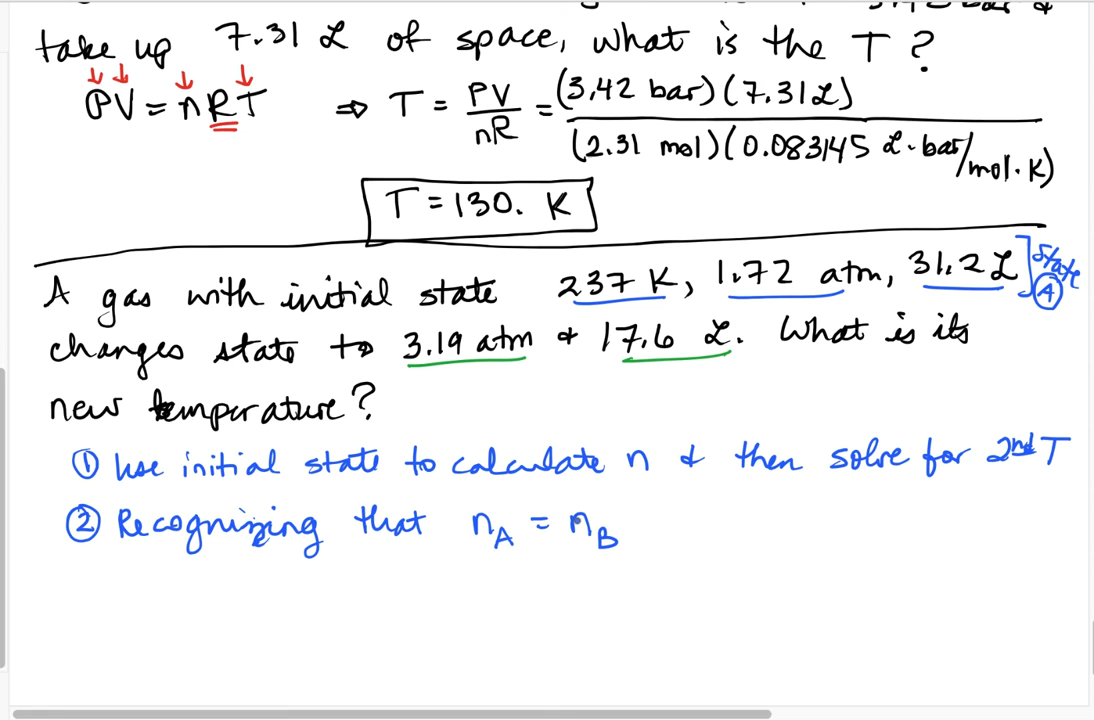 take up 7.31 L of space, what is the T ?
PV = nRT ⇒ T = PV/nR = (3.42 bar)(7.31L)/(2.31 mol)(0.083145 L·bar/mol·K)
T = 130. K
A gas with initial state 237 K, 1.72 atm, 31.2 L ] State A
changes state to 3.19 atm & 17.6 L. What is its
new temperature?
① Use initial state to calculate n & then solve for 2nd T
② Recognizing that nA = nB